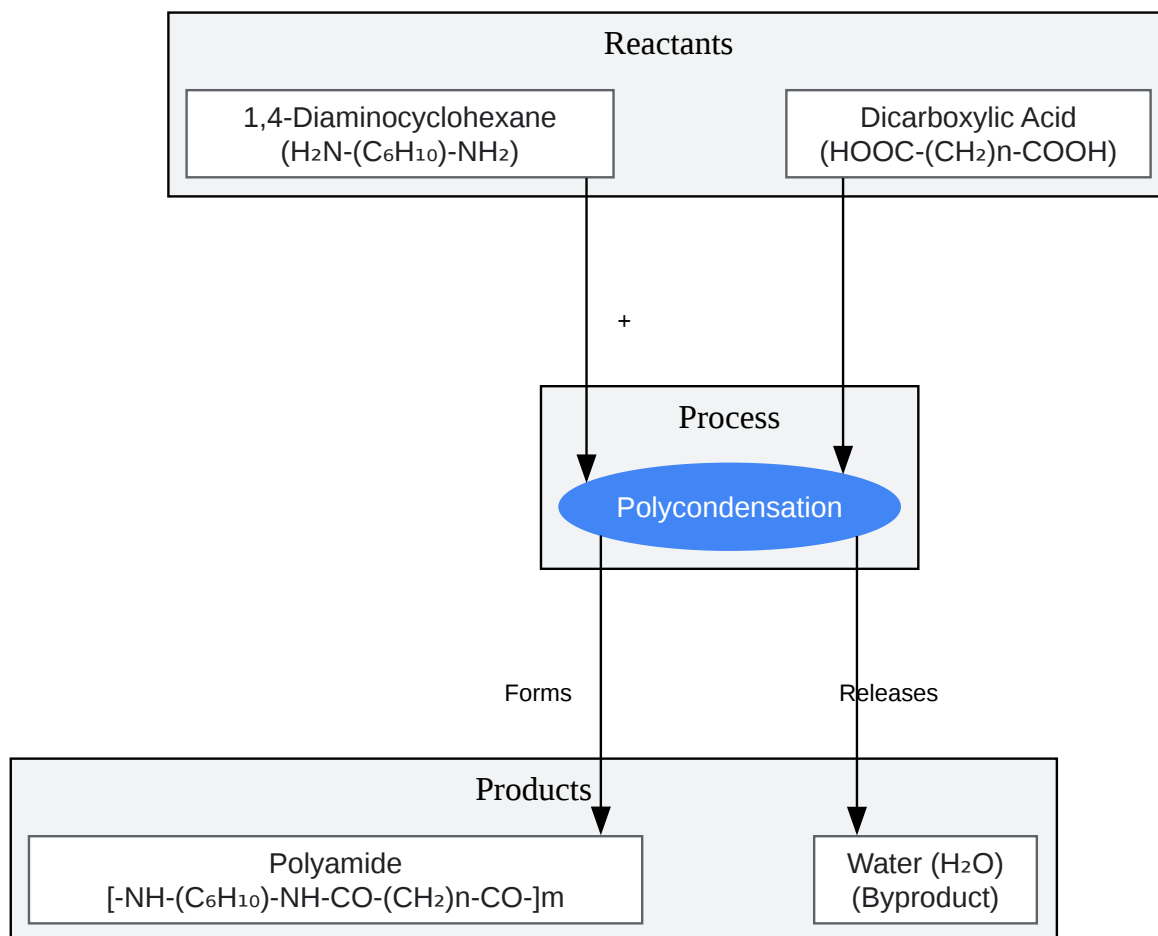 Reactants
1,4-Diaminocyclohexane
(H₂N-(C₆H₁₀)-NH₂)
Dicarboxylic Acid
(HOOC-(CH₂)n-COOH)
+
Process
Polycondensation
Forms
Releases
Products
Polyamide
[-NH-(C₆H₁₀)-NH-CO-(CH₂)n-CO-]m
Water (H₂O)
(Byproduct)